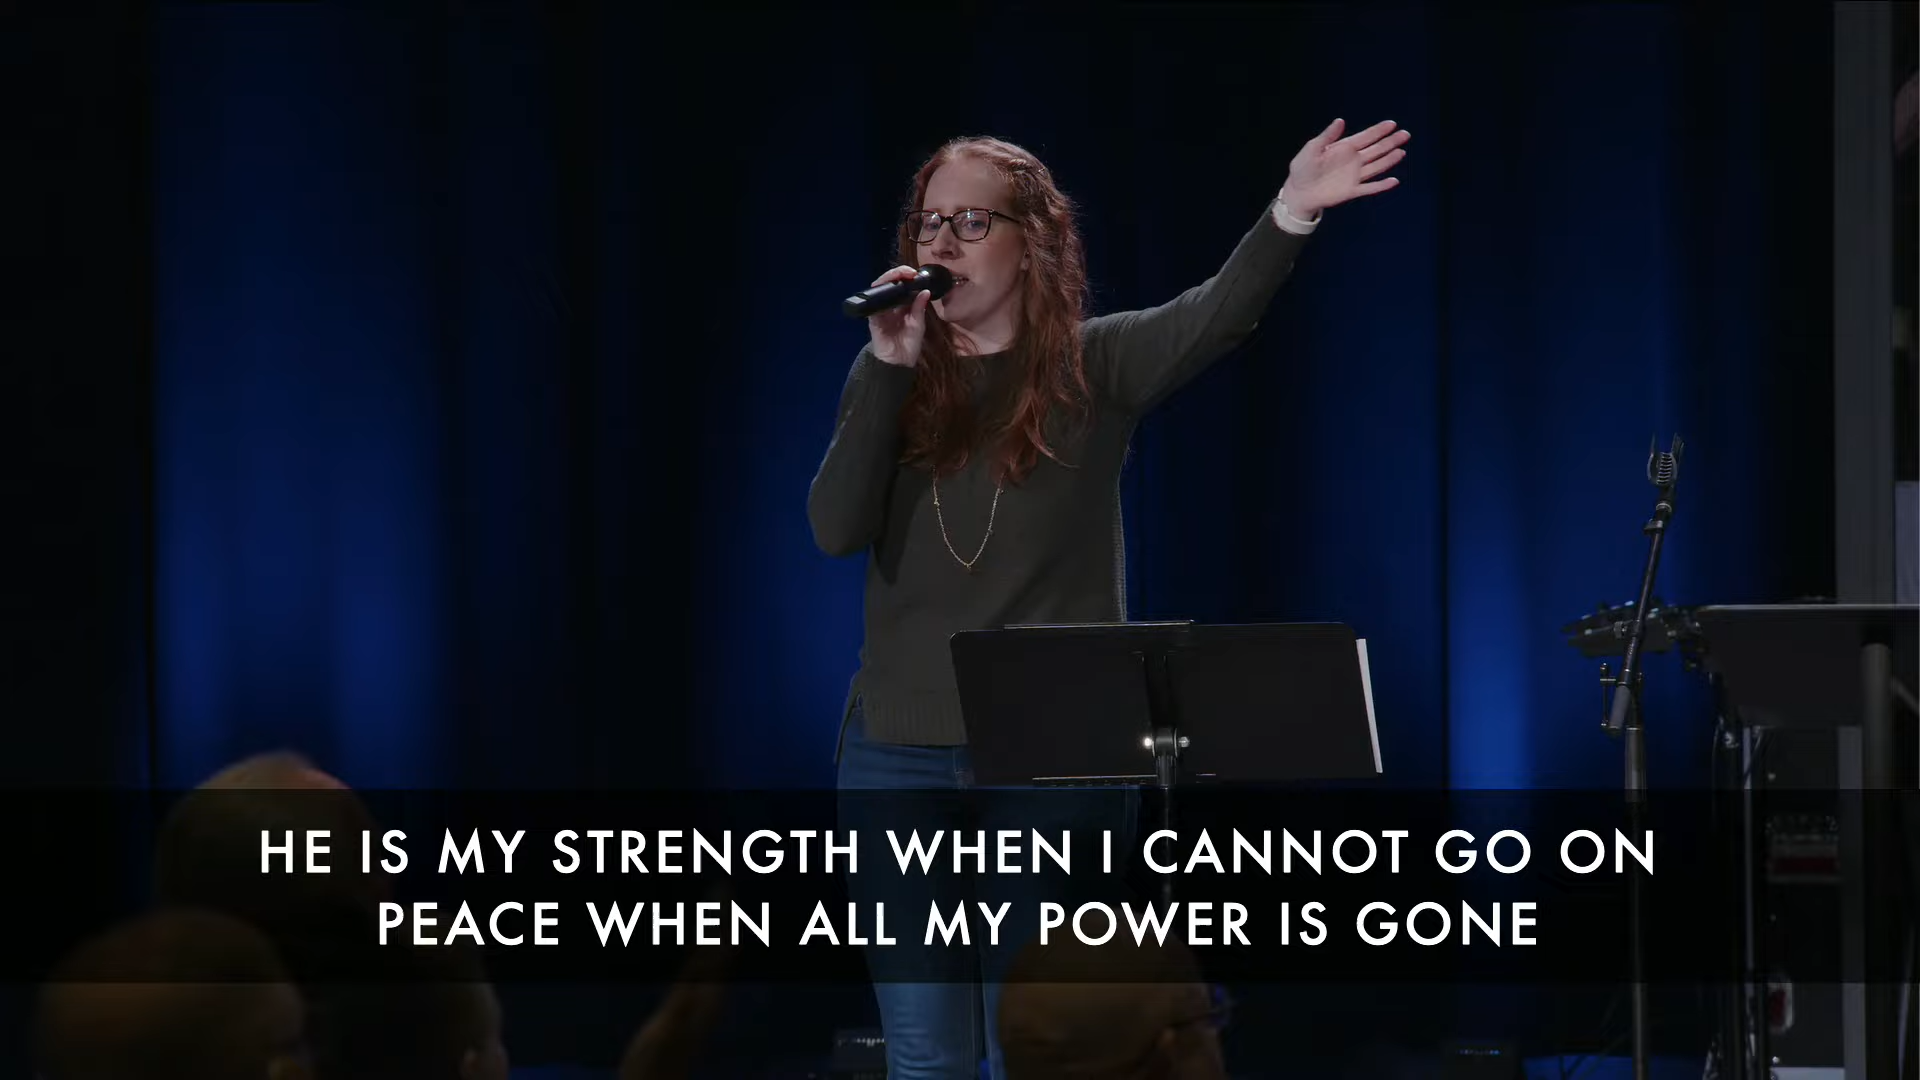 HE IS MY STRENGTH WHEN I CANNOT GO ON
PEACE WHEN ALL MY POWER IS GONE